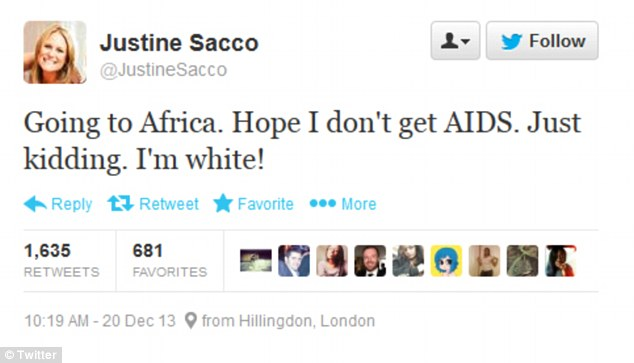 Justine Sacco
@JustineSacco
Follow
Going to Africa. Hope I don't get AIDS. Just
kidding. I'm white!
Reply Retweet Favorite More
1,635 681
RETWEETS FAVORITES
10:19 AM - 20 Dec 13 from Hillingdon, London
© Twitter